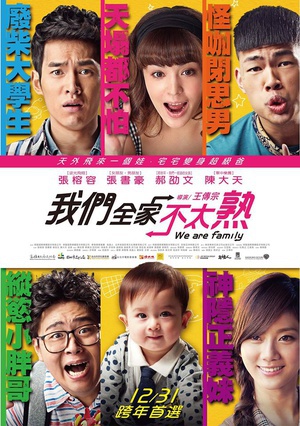 廢柴大學生
天塌都不怕
怪咖閉思男
天外飛來一個娃‧宅宅變身超級爸
張榕容
張書豪
郝劭文
陳大天
導演/王傳宗
我們全家不太熟
We are family
縱慾小胖哥
神隱正義妹
12/31
跨年首選